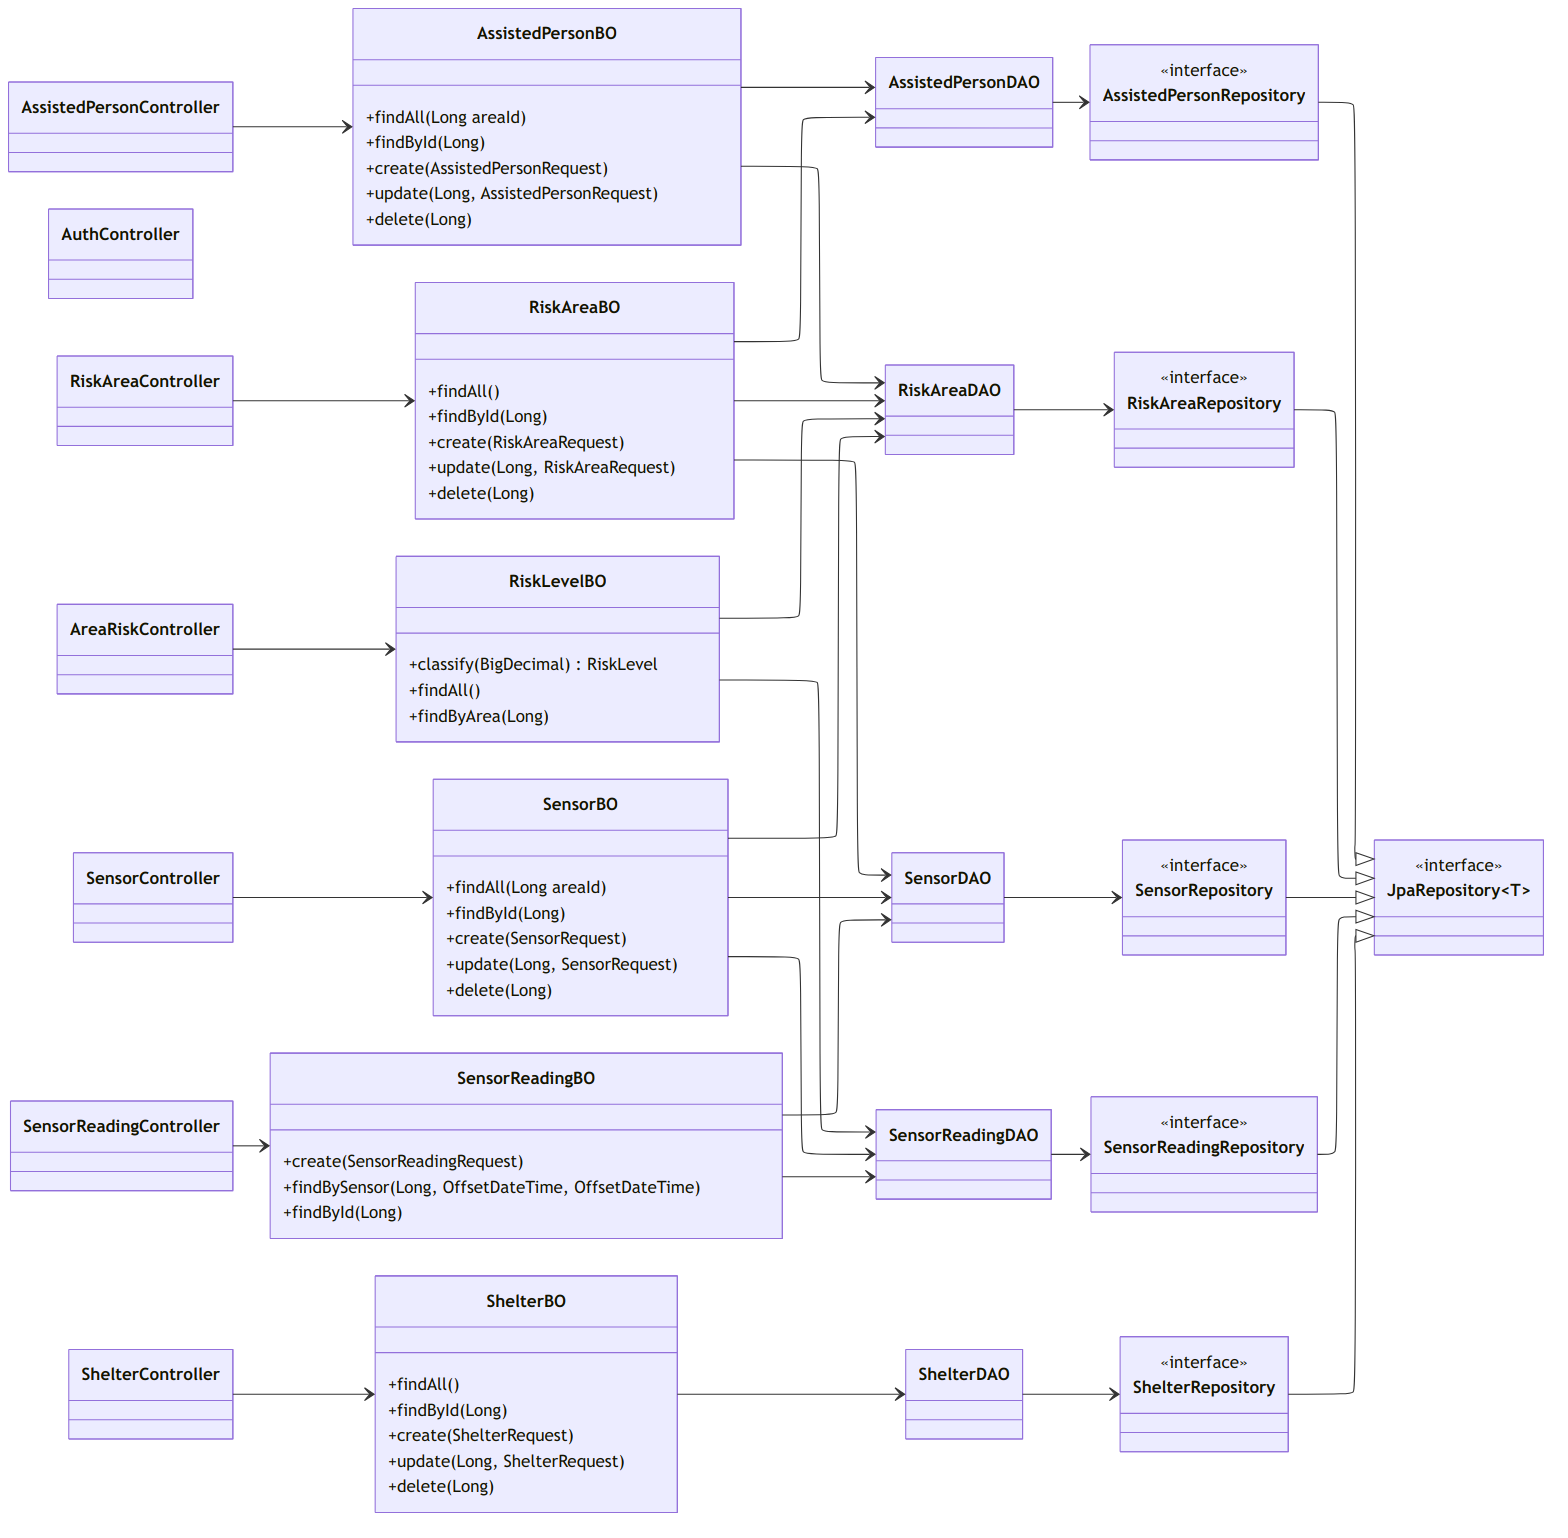 AssistedPersonController
AuthController
RiskAreaController
AreaRiskController
SensorController
SensorReadingController
ShelterController
AssistedPersonBO
+findAll(Long areaId)
+findById(Long)
+create(AssistedPersonRequest)
+update(Long, AssistedPersonRequest)
+delete(Long)
RiskAreaBO
+findAll()
+findById(Long)
+create(RiskAreaRequest)
+update(Long, RiskAreaRequest)
+delete(Long)
RiskLevelBO
+classify(BigDecimal) : RiskLevel
+findAll()
+findByArea(Long)
SensorBO
+findAll(Long areaId)
+findById(Long)
+create(SensorRequest)
+update(Long, SensorRequest)
+delete(Long)
SensorReadingBO
+create(SensorReadingRequest)
+findBySensor(Long, OffsetDateTime, OffsetDateTime)
+findById(Long)
ShelterBO
+findAll()
+findById(Long)
+create(ShelterRequest)
+update(Long, ShelterRequest)
+delete(Long)
AssistedPersonDAO
RiskAreaDAO
SensorDAO
SensorReadingDAO
ShelterDAO
«interface»
AssistedPersonRepository
«interface»
RiskAreaRepository
«interface»
SensorRepository
«interface»
SensorReadingRepository
«interface»
ShelterRepository
«interface»
JpaRepository<T>